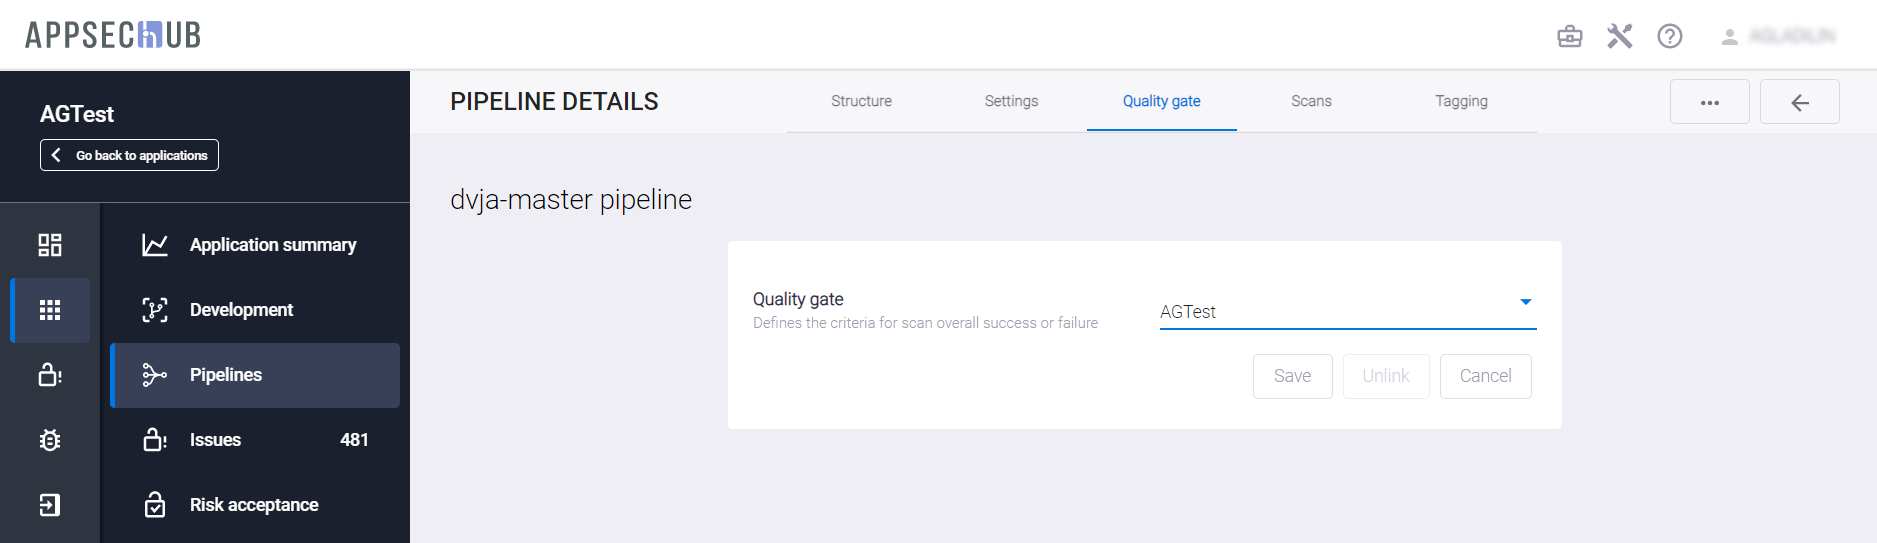 APPSECHUB
AGTest
Go back to applications
PIPELINE DETAILS
Structure
Settings
Quality gate
Scans
Tagging
Application summary
Development
Pipelines
Issues 481
Risk acceptance
dvja-master pipeline
Quality gate
Defines the criteria for scan overall success or failure
AGTest
Save
Unlink
Cancel